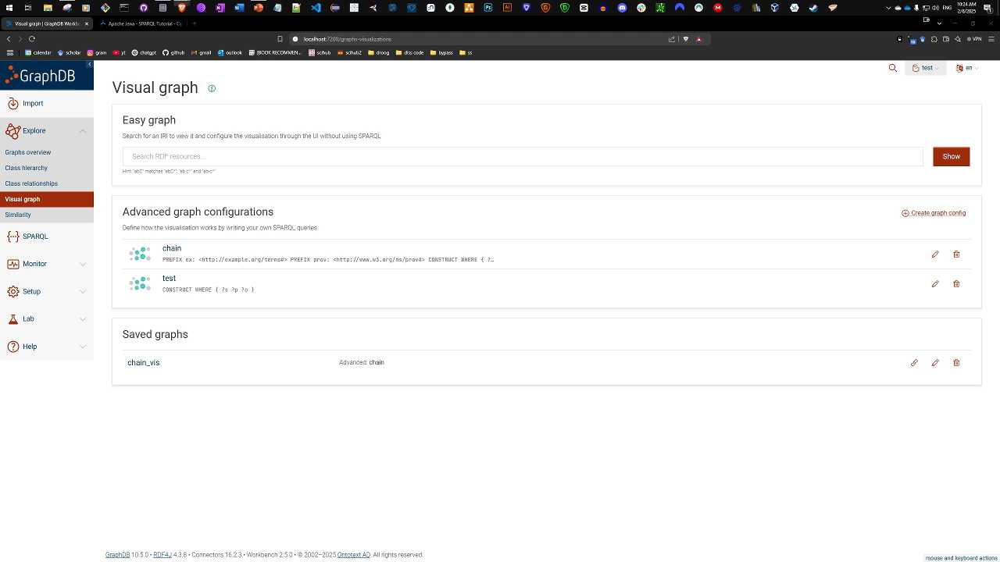 10:24 AM
ENG
2/6/2025
Visual graph | GraphDB Workb
Apache Jena - SPARQL Tutorial - O
localhost:7200/graphs-visualizations
VPN
calendar
scholar
gram
yt
chatgpt
github
gmail
outlook
[BOOK RECOMMEN...
scihub
scihub2
droog
diss code
bypass
ss
GraphDB
test
en
Import
Explore
Graphs overview
Class hierarchy
Class relationships
Visual graph
Similarity
SPARQL
Monitor
Setup
Lab
Help
Visual graph
Easy graph
Search for an IRI to view it and configure the visualisation through the UI without using SPARQL
Search RDF resources...
Show
Hint: "abC" matches "abC*", "ab c*" and "ab-c*"
Advanced graph configurations
Create graph config
Define how the visualisation works by writing your own SPARQL queries
chain
PREFIX ex: <http://example.org/terms#> PREFIX prov: <http://www.w3.org/ns/prov#> CONSTRUCT WHERE { ?…
test
CONSTRUCT WHERE { ?s ?p ?o }
Saved graphs
chain_vis
Advanced: chain
GraphDB 10.5.0 • RDF4J 4.3.8 • Connectors 16.2.3 • Workbench 2.5.0 • © 2002–2025 Ontotext AD. All rights reserved.
mouse and keyboard actions